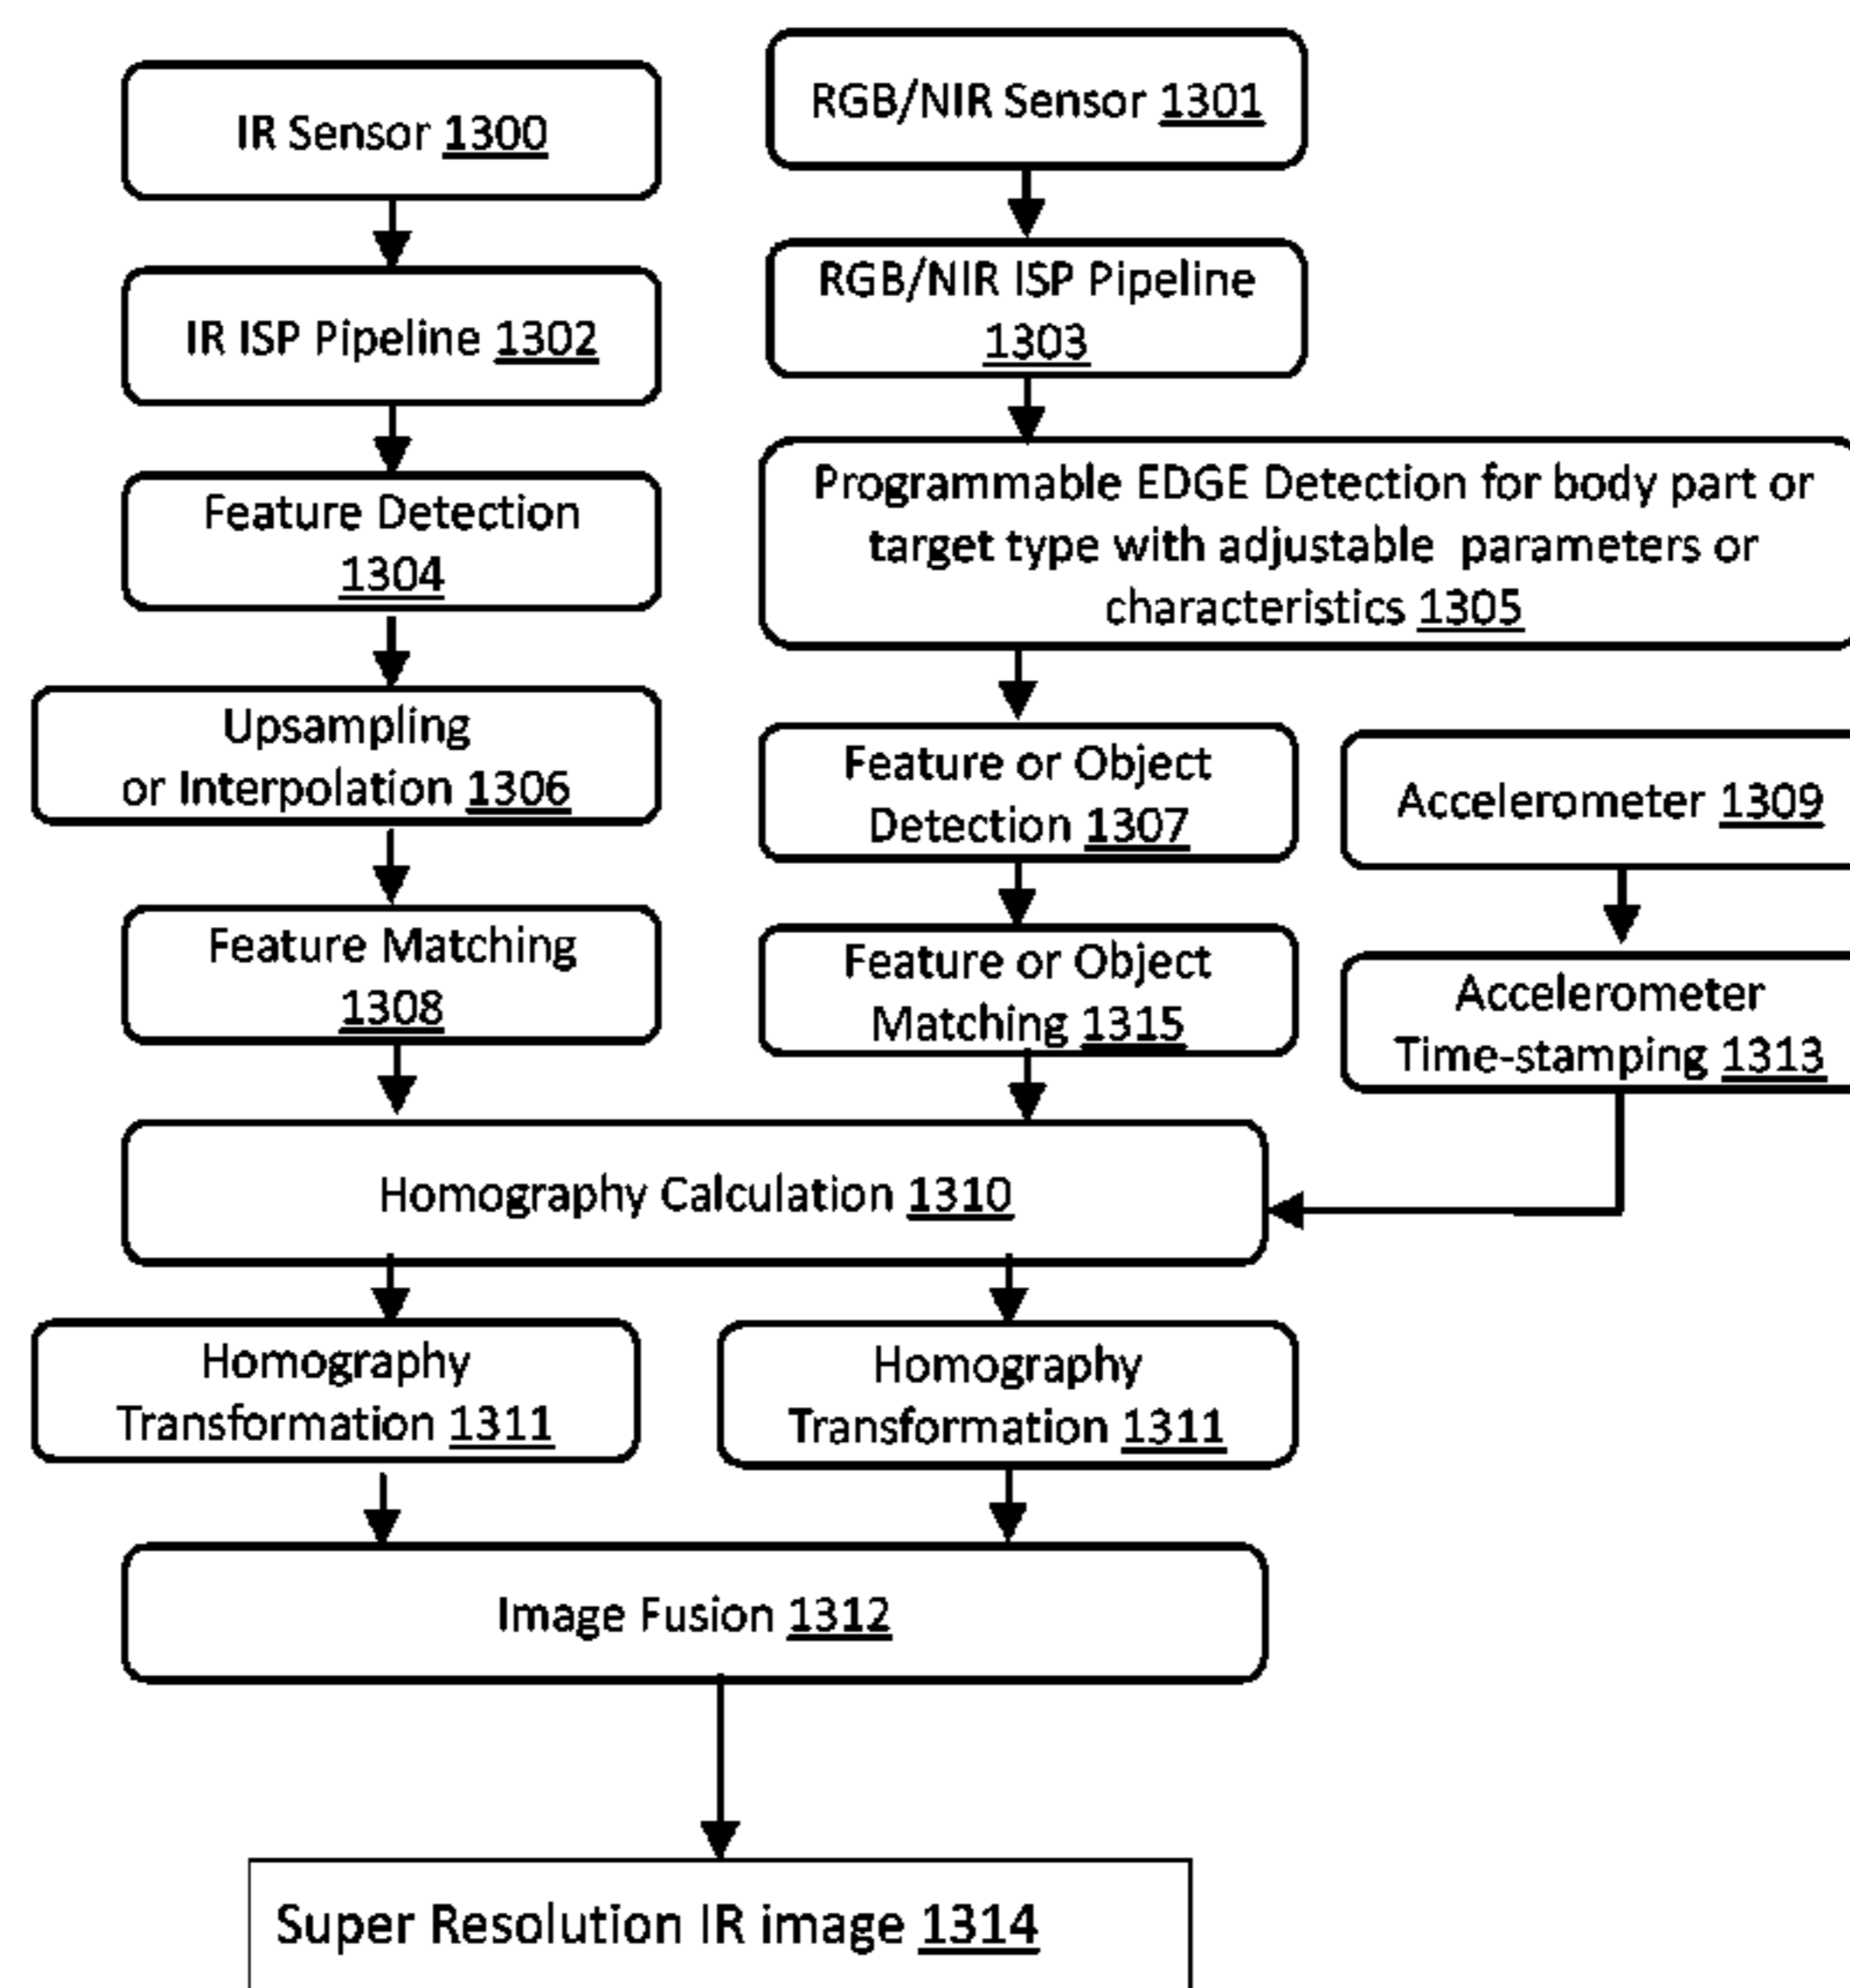 IR Sensor 1300
RGB/NIR Sensor 1301
IR ISP Pipeline 1302
RGB/NIR ISP Pipeline
1303
Feature Detection
1304
Programmable EDGE Detection for body part or
target type with adjustable parameters or
characteristics 1305
Upsampling
or Interpolation 1306
Feature or Object
Detection 1307
Accelerometer 1309
Feature Matching
1308
Feature or Object
Matching 1315
Accelerometer
Time-stamping 1313
Homography Calculation 1310
Homography
Transformation 1311
Homography
Transformation 1311
Image Fusion 1312
Super Resolution IR image 1314